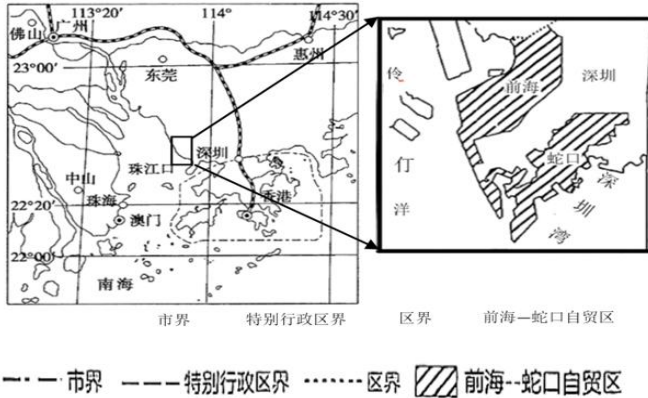 113°20′ 114° 114°30′
佛山 广州
惠州
23°00′
东莞
深圳
珠江口
中山
香港
珠海
22°20′
澳门
22°00′
南海
伶仃洋
前海
深圳
蛇口
深圳湾
市界 特别行政区界 区界 前海—蛇口自贸区
市界 特别行政区界 区界 前海--蛇口自贸区